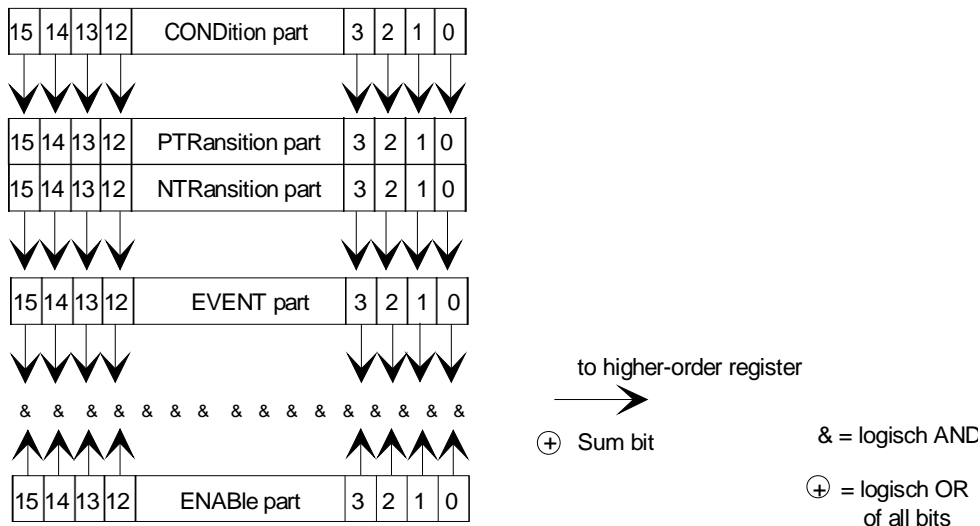 15 14 13 12 CONDition part 3 2 1 0
15 14 13 12 PTRansition part 3 2 1 0
15 14 13 12 NTRansition part 3 2 1 0
15 14 13 12 EVENT part 3 2 1 0
to higher-order register
& & & & & & & & & & & & & & & &
+ Sum bit
& = logisch AND
15 14 13 12 ENABle part 3 2 1 0
+ = logisch OR
of all bits